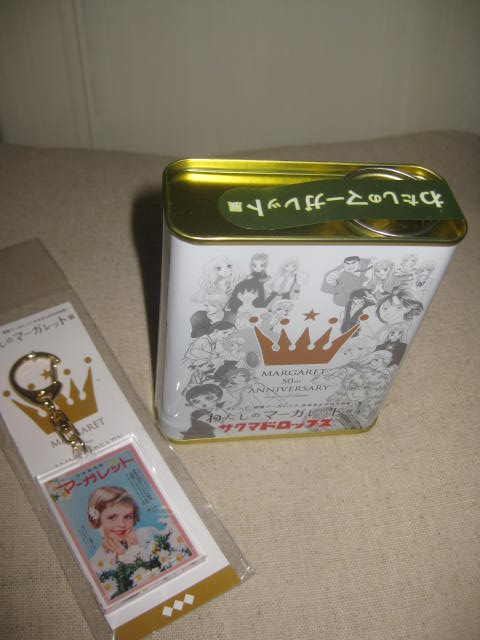 わたしのマーガレット展
MARGARET
50TH
ANNIVERSARY
わたしのマーガレット展
サクマドロップス
しのマーガレット展
MARGARET
マーガレット